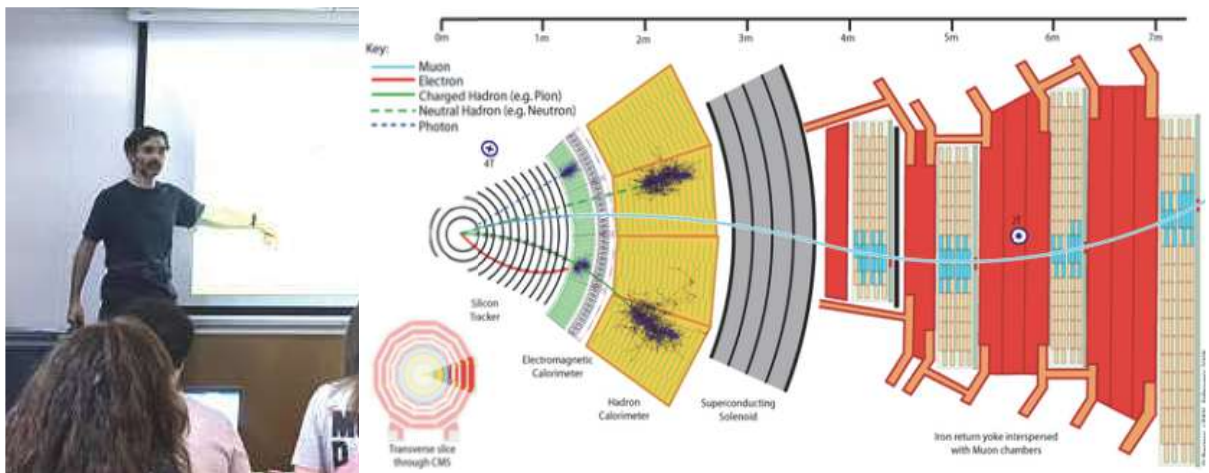 0m 1m 2m 3m 4m 5m 6m 7m
Key:
Muon
Electron
Charged Hadron (e.g. Pion)
Neutral Hadron (e.g. Neutron)
Photon
4T
2T
Silicon
Tracker
Electromagnetic
Calorimeter
Hadron
Calorimeter
Superconducting
Solenoid
Iron return yoke interspersed
with Muon chambers
Transverse slice
through CMS